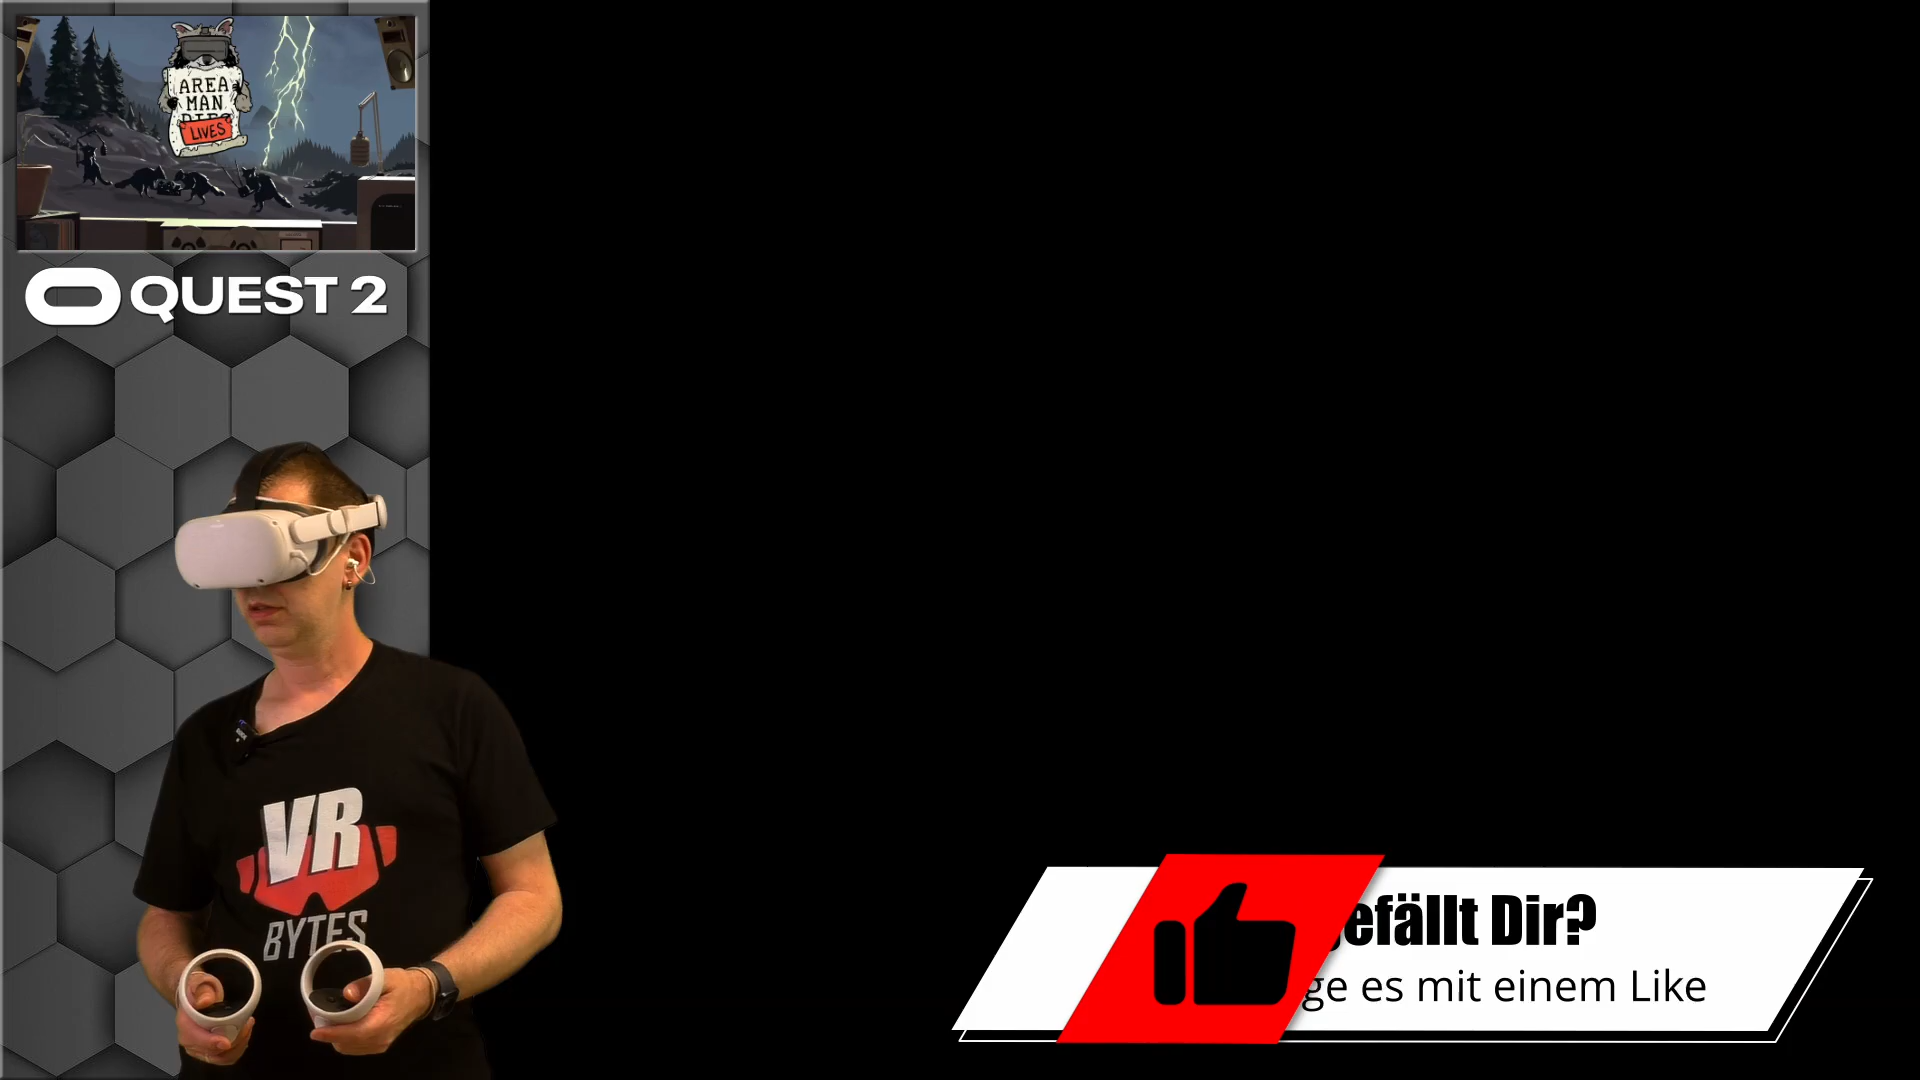 AREA
MAN
LIVES
QUEST 2
VR
BYTES
efällt Dir?
ge es mit einem Like